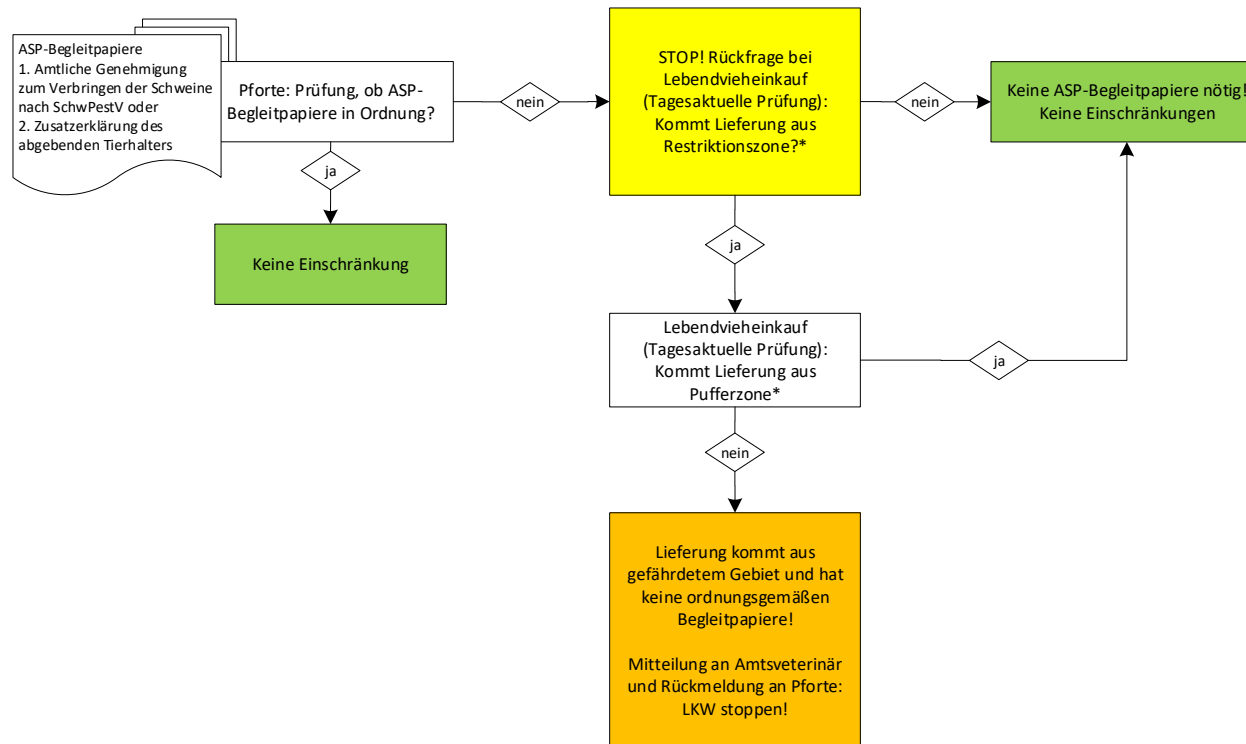 ASP-Begleitpapiere
1. Amtliche Genehmigung
zum Verbringen der Schweine
nach SchwPestV oder
2. Zusatzerklärung des
abgebenden Tierhalters
Pforte: Prüfung, ob ASP-
Begleitpapiere in Ordnung?
nein
STOP! Rückfrage bei
Lebendvieheinkauf
(Tagesaktuelle Prüfung):
Kommt Lieferung aus
Restriktionszone?*
nein
Keine ASP-Begleitpapiere nötig!
Keine Einschränkungen
ja
Keine Einschränkung
ja
Lebendvieheinkauf
(Tagesaktuelle Prüfung):
Kommt Lieferung aus
Pufferzone*
ja
nein
Lieferung kommt aus
gefährdetem Gebiet und hat
keine ordnungsgemäßen
Begleitpapiere!
Mitteilung an Amtsveterinär
und Rückmeldung an Pforte:
LKW stoppen!